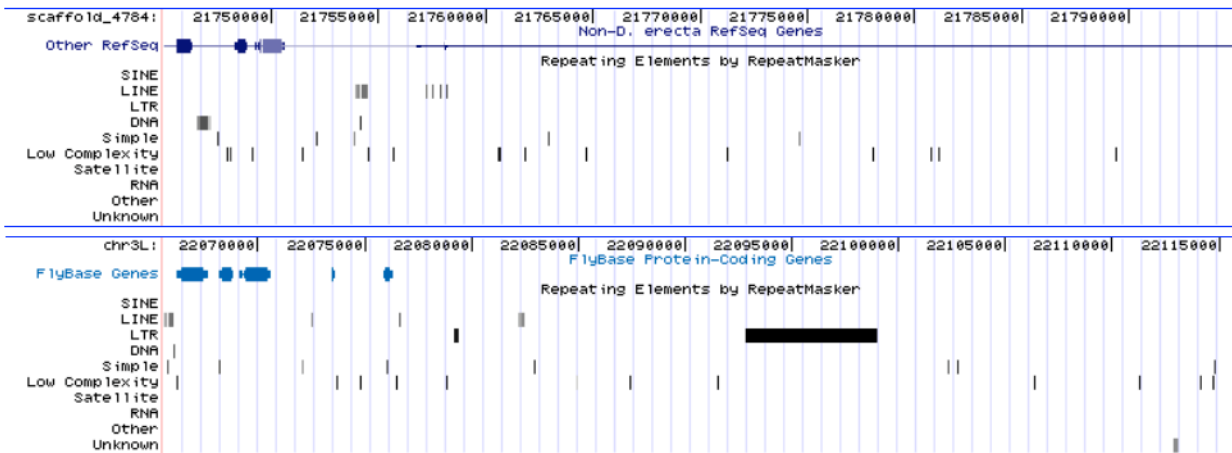 scaffold_4784: 21750000| 21755000| 21760000| 21765000| 21770000| 21775000| 21780000| 21785000| 21790000|
Non-D. erecta RefSeq Genes
Other RefSeq
Repeating Elements by RepeatMasker
SINE
LINE
LTR
DNA
Simple
Low Complexity
Satellite
RNA
Other
Unknown
chr3L: 22070000| 22075000| 22080000| 22085000| 22090000| 22095000| 22100000| 22105000| 22110000| 22115000|
FlyBase Protein-Coding Genes
FlyBase Genes
Repeating Elements by RepeatMasker
SINE
LINE
LTR
DNA
Simple
Low Complexity
Satellite
RNA
Other
Unknown